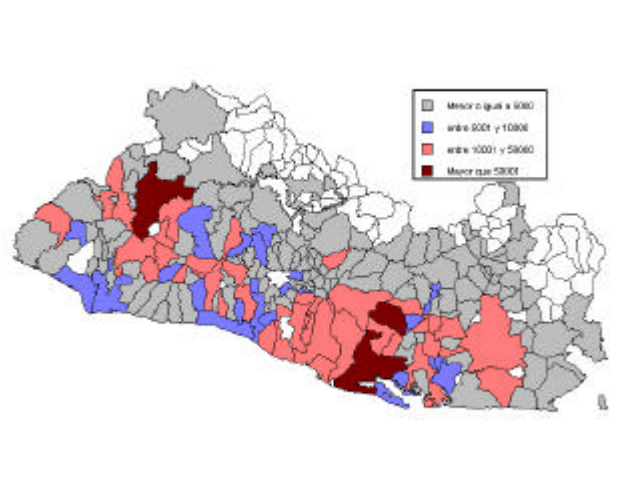 Menor o igual a 5000
entre 5001 y 10000
entre 10001 y 50000
Mayor que 50001